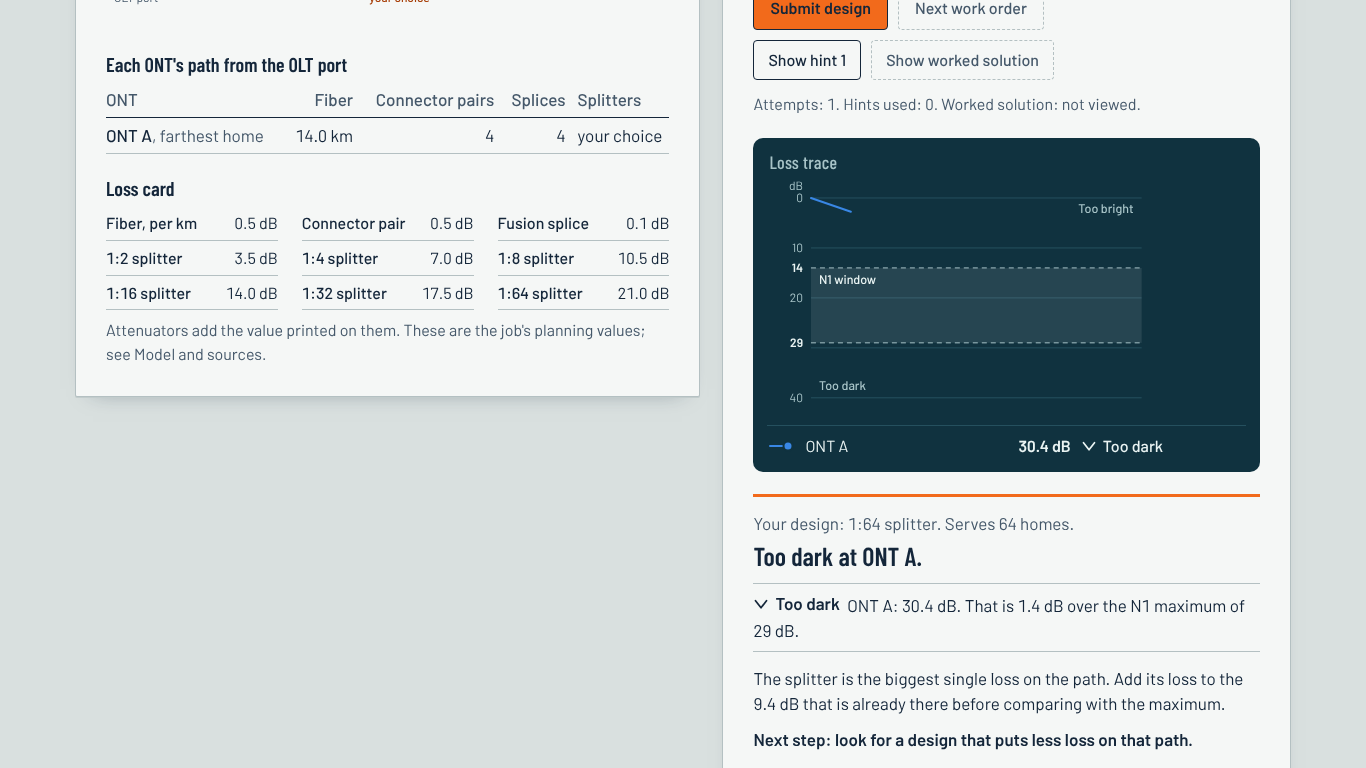 OLT port
your choice
Each ONT's path from the OLT port
ONT Fiber Connector pairs Splices Splitters
ONT A, farthest home 14.0 km 4 4 your choice
Loss card
Fiber, per km 0.5 dB Connector pair 0.5 dB Fusion splice 0.1 dB
1:2 splitter 3.5 dB 1:4 splitter 7.0 dB 1:8 splitter 10.5 dB
1:16 splitter 14.0 dB 1:32 splitter 17.5 dB 1:64 splitter 21.0 dB
Attenuators add the value printed on them. These are the job's planning values;
see Model and sources.
Submit design Next work order
Show hint 1 Show worked solution
Attempts: 1. Hints used: 0. Worked solution: not viewed.
Loss trace
dB
0
Too bright
10
14
N1 window
20
29
Too dark
40
ONT A 30.4 dB Too dark
Your design: 1:64 splitter. Serves 64 homes.
Too dark at ONT A.
Too dark ONT A: 30.4 dB. That is 1.4 dB over the N1 maximum of
29 dB.
The splitter is the biggest single loss on the path. Add its loss to the
9.4 dB that is already there before comparing with the maximum.
Next step: look for a design that puts less loss on that path.